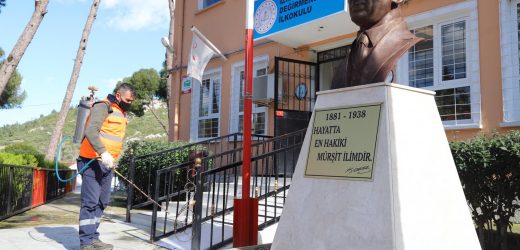 DEĞİRMEN
İLKOKULU
1881 - 1938
HAYATTA
EN HAKİKİ
MÜRŞİT İLİMDİR.